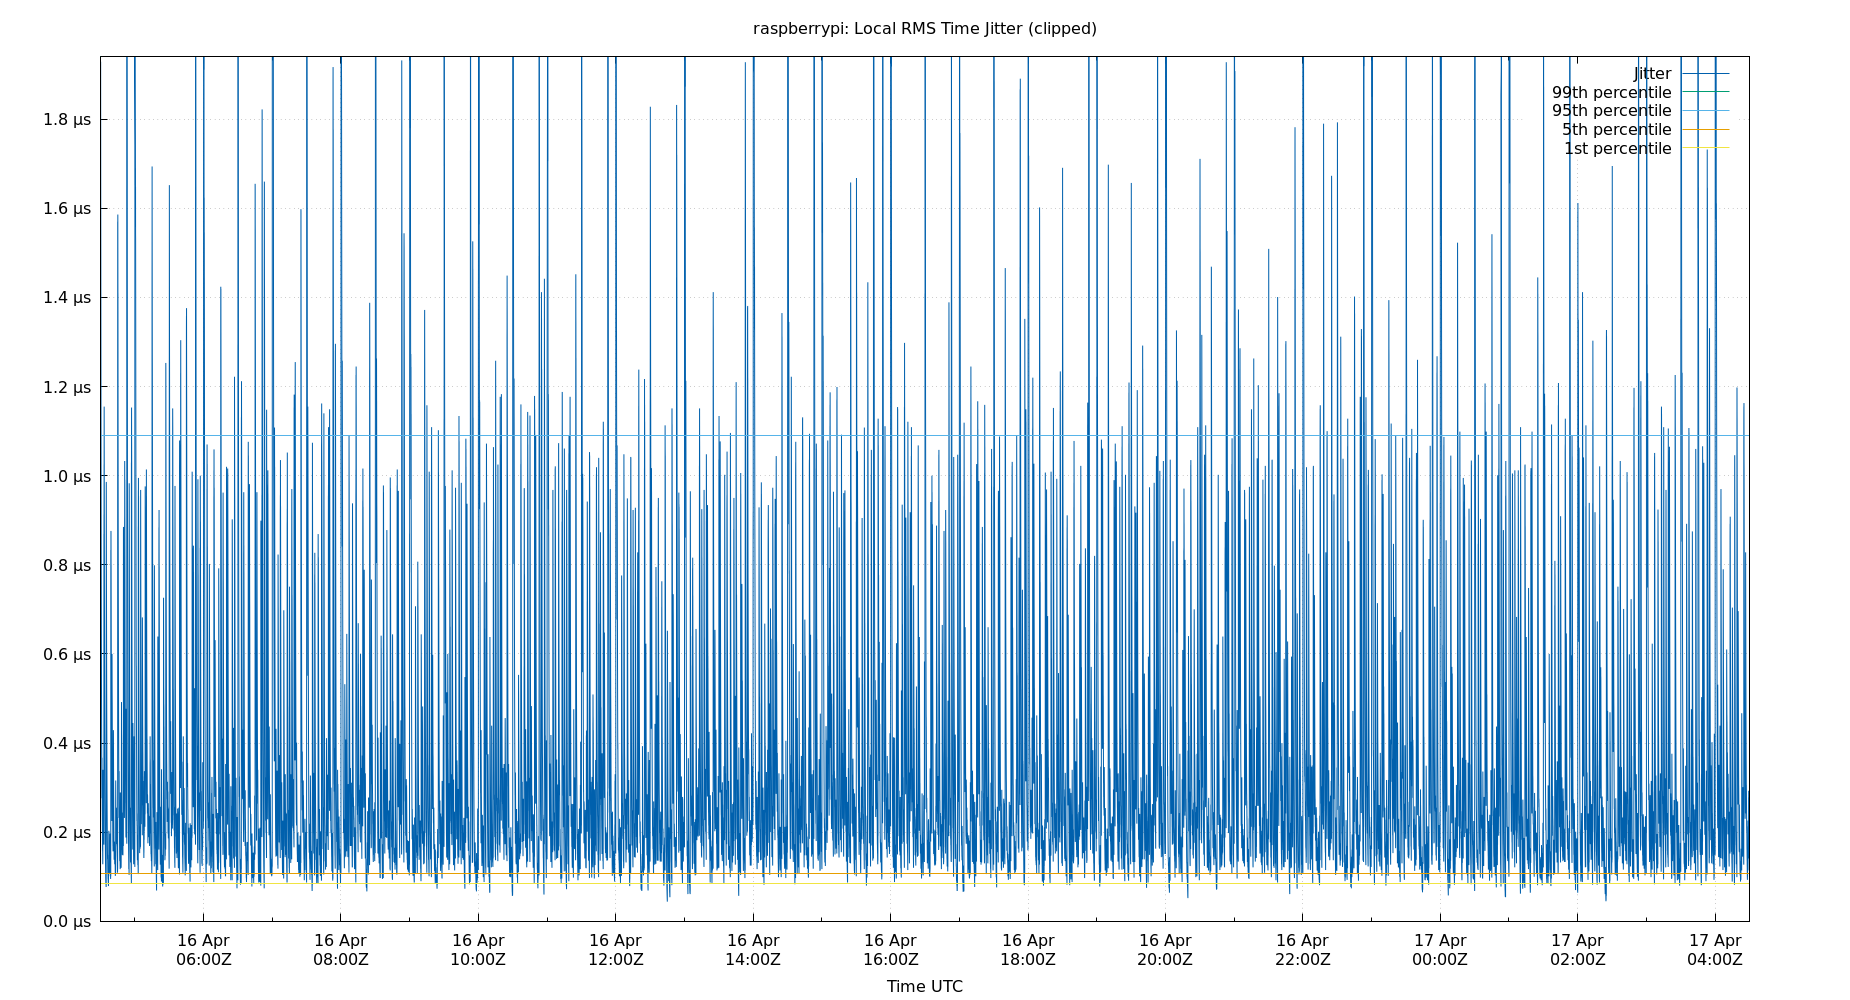 raspberrypi: Local RMS Time Jitter (clipped)
Jitter
99th percentile
95th percentile
5th percentile
1st percentile
1.8 µs
1.6 µs
1.4 µs
1.2 µs
1.0 µs
0.8 µs
0.6 µs
0.4 µs
0.2 µs
0.0 µs
16 Apr 16 Apr 16 Apr 16 Apr 16 Apr 16 Apr 16 Apr 16 Apr 16 Apr 17 Apr 17 Apr 17 Apr
06:00Z 08:00Z 10:00Z 12:00Z 14:00Z 16:00Z 18:00Z 20:00Z 22:00Z 00:00Z 02:00Z 04:00Z
Time UTC